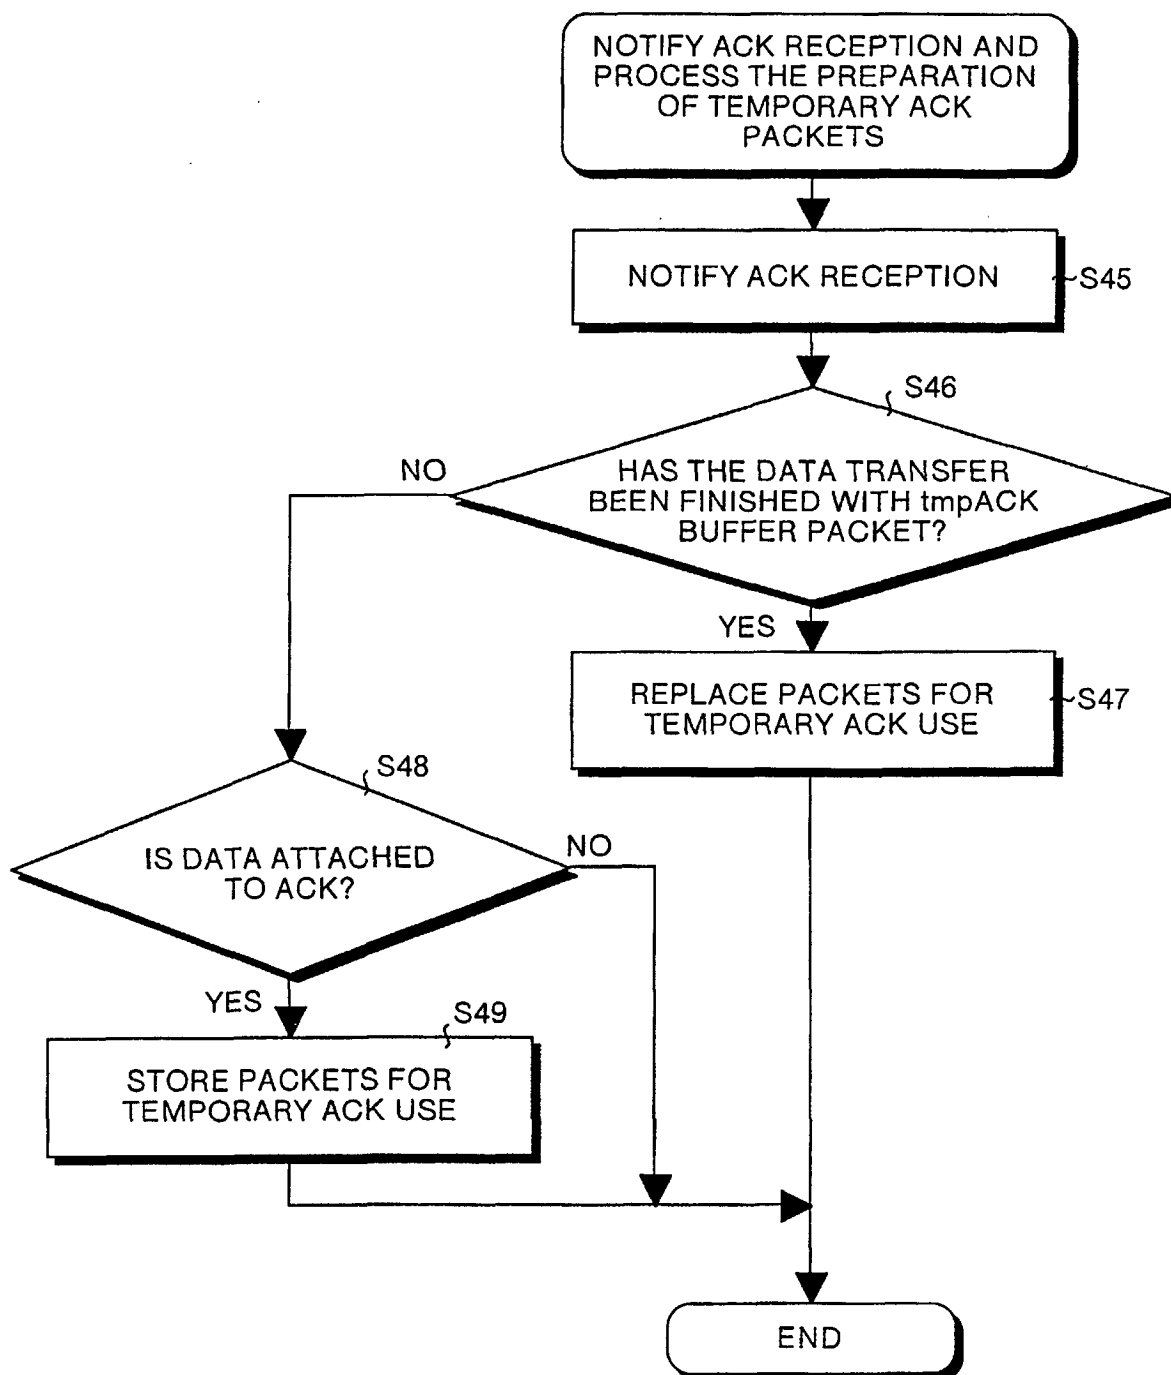 NOTIFY ACK RECEPTION AND
PROCESS THE PREPARATION
OF TEMPORARY ACK
PACKETS
NOTIFY ACK RECEPTION
S45
S46
HAS THE DATA TRANSFER
BEEN FINISHED WITH tmpACK
BUFFER PACKET?
NO
YES
REPLACE PACKETS FOR
TEMPORARY ACK USE
S47
S48
IS DATA ATTACHED
TO ACK?
NO
YES
S49
STORE PACKETS FOR
TEMPORARY ACK USE
END